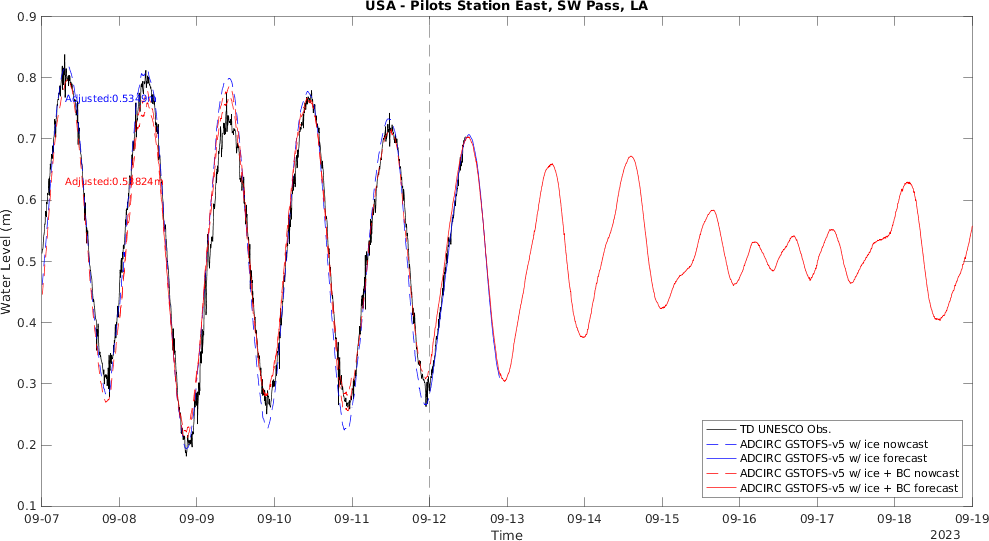 USA - Pilots Station East, SW Pass, LA
0.9
0.8
0.7
0.6
0.5
0.4
0.3
0.2
0.1
Water Level (m)
09-07 09-08 09-09 09-10 09-11 09-12 09-13 09-14 09-15 09-16 09-17 09-18 09-19
Time
2023
TD UNESCO Obs.
ADCIRC GSTOFS-v5 w/ ice nowcast
ADCIRC GSTOFS-v5 w/ ice forecast
ADCIRC GSTOFS-v5 w/ ice + BC nowcast
ADCIRC GSTOFS-v5 w/ ice + BC forecast